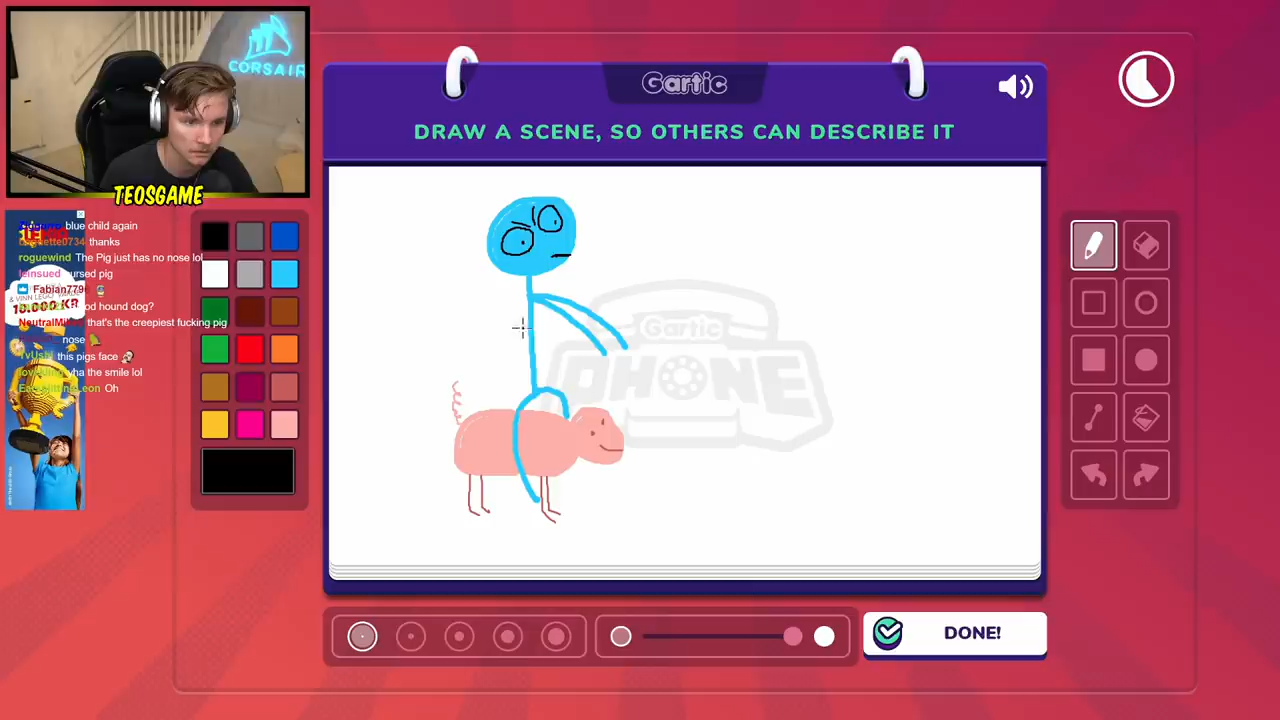 CORSAIR
TEOSGAME
Gartic
DRAW A SCENE, SO OTHERS CAN DESCRIBE IT
blue child again
thanks
roguewind The Pig just has no nose lol
Fabian779
od hound dog?
that's the creepiest fucking pig
nose
this pigs face
wha the smile lol
Oh
10.000 KR
Gartic
PHONE
DONE!